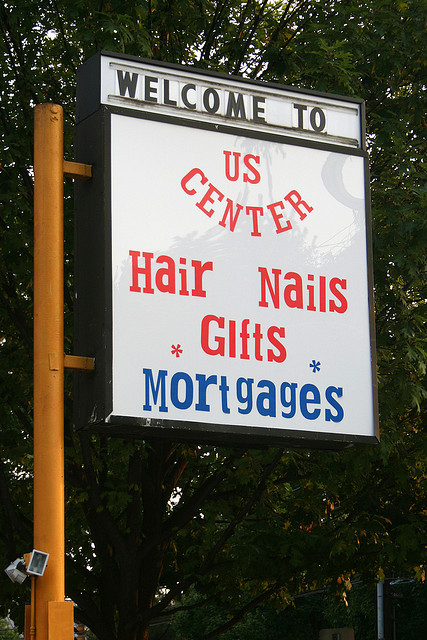 WELCOME TO
US
CENTER
Hair Nails
GIfts
* *
Mortgages